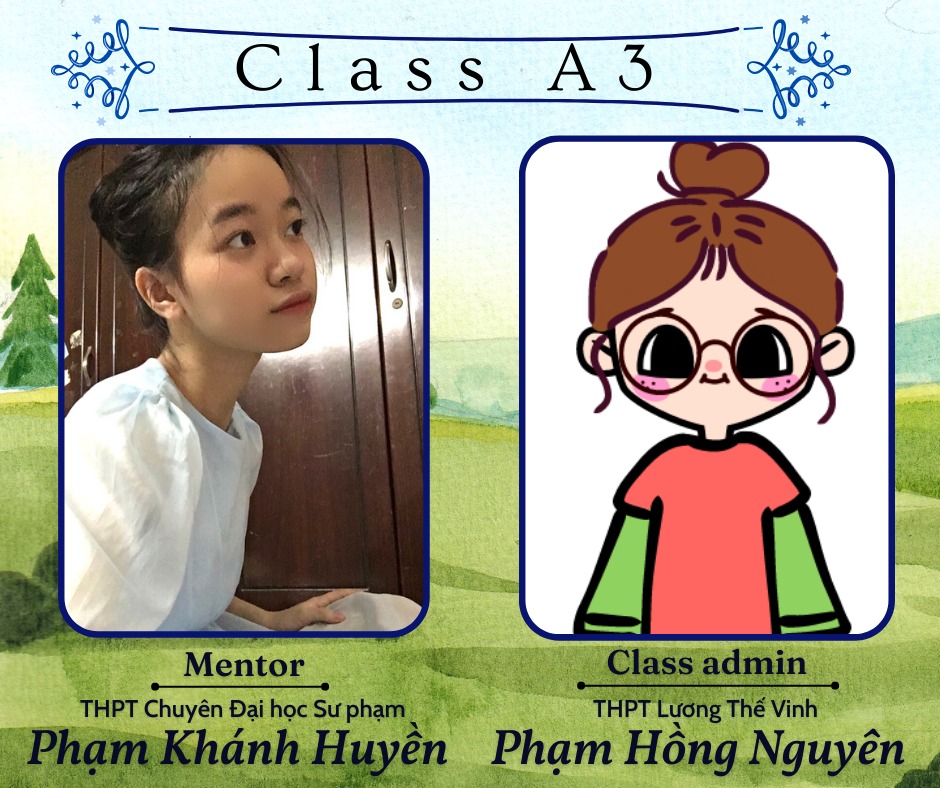 Class A3
Mentor
THPT Chuyên Đại học Sư phạm
Phạm Khánh Huyền
Class admin
THPT Lương Thế Vinh
Phạm Hồng Nguyên